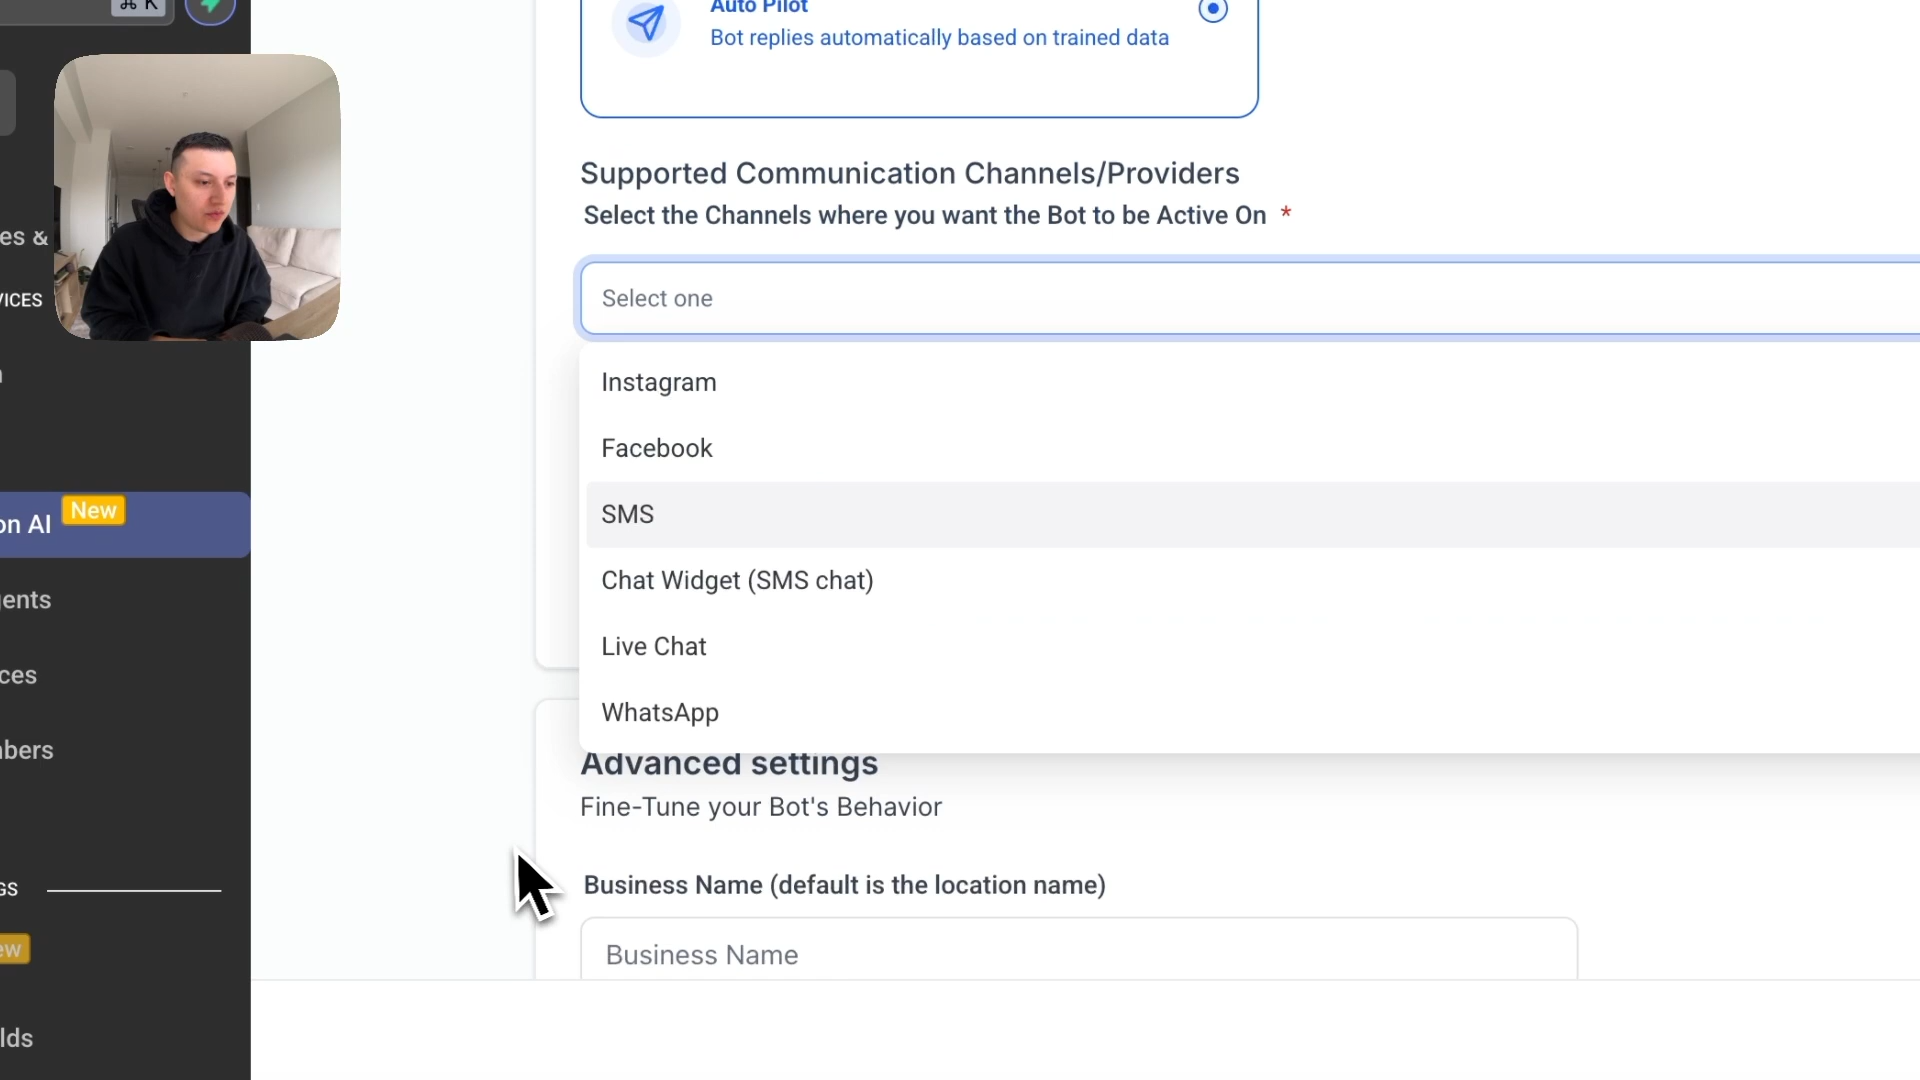 ⌘ K
Auto Pilot
Bot replies automatically based on trained data
Supported Communication Channels/Providers
Select the Channels where you want the Bot to be Active On *
Select one
Instagram
Facebook
SMS
Chat Widget (SMS chat)
Live Chat
WhatsApp
Advanced settings
Fine-Tune your Bot's Behavior
Business Name (default is the location name)
Business Name
es &
VICES
on AI
New
ents
ces
bers
GS
ew
lds